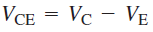 V_CE = V_C − V_E